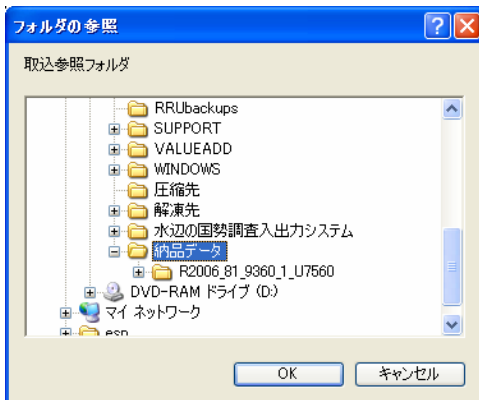 フォルダの参照
取込参照フォルダ
RRUbackups
SUPPORT
VALUEADD
WINDOWS
圧縮先
解凍先
水辺の国勢調査入出力システム
納品データ
R2006_81_9360_1_U7560
DVD-RAM ドライブ (D:)
マイ ネットワーク
esp
OK キャンセル